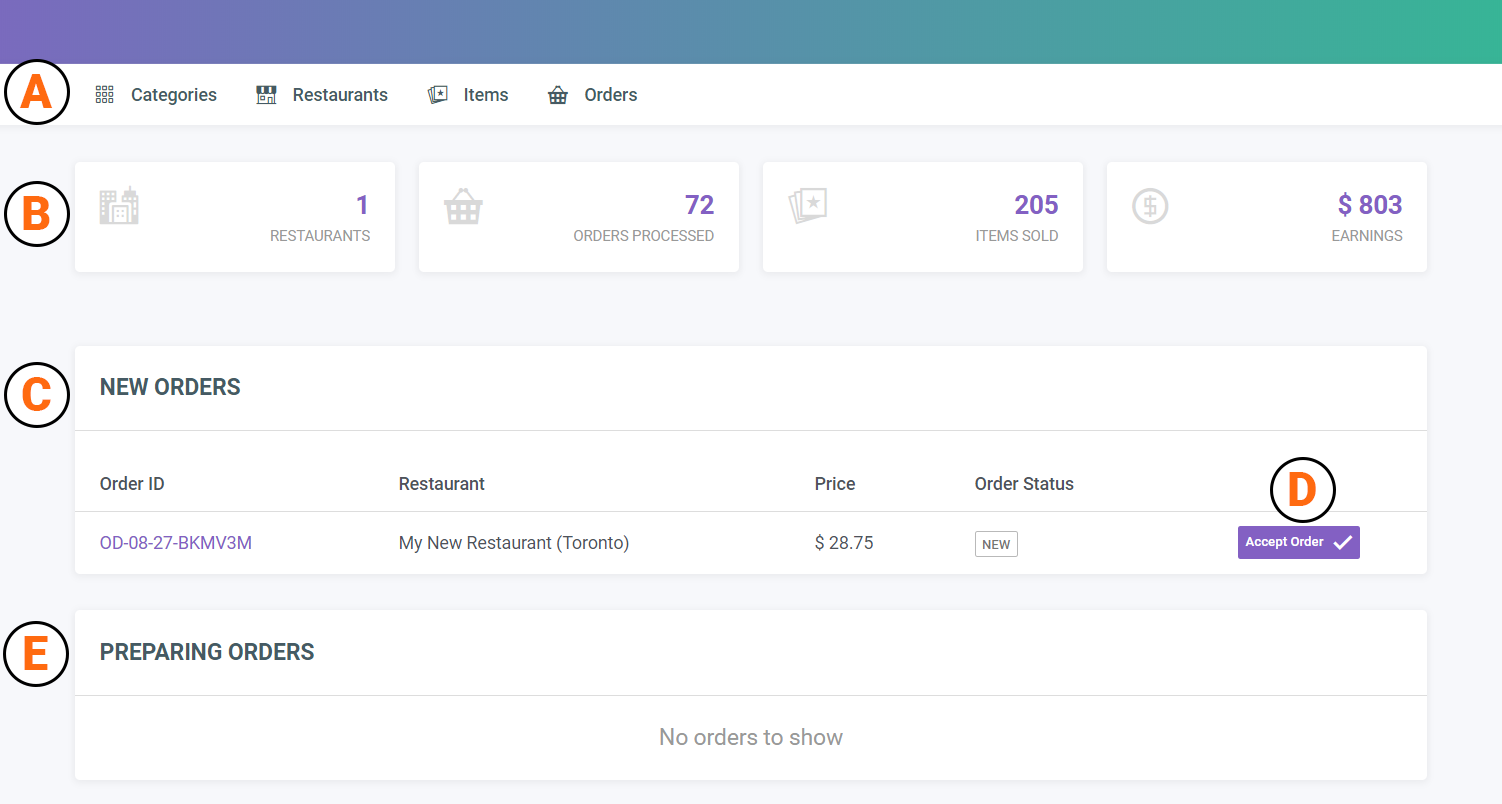 A
Categories Restaurants Items Orders
B
1 72 205 $ 803
RESTAURANTS ORDERS PROCESSED ITEMS SOLD EARNINGS
C
NEW ORDERS
Order ID Restaurant Price Order Status
D
OD-08-27-BKMV3M My New Restaurant (Toronto) $ 28.75 NEW Accept Order
E
PREPARING ORDERS
No orders to show